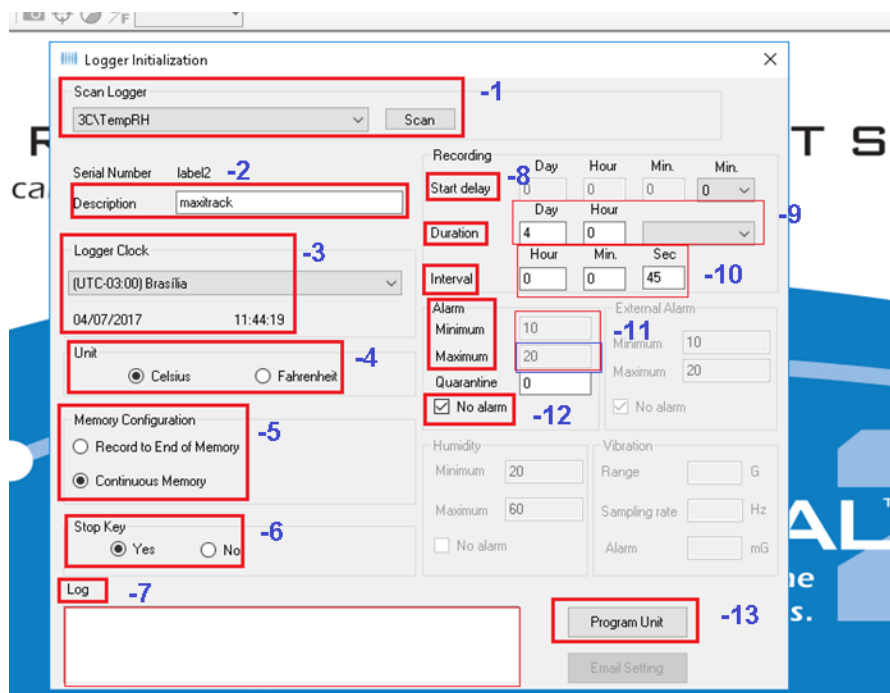 Logger Initialization
Scan Logger
-1
3C\TempRH
Scan
Serial Number label2 -2
Description maxitrack
Logger Clock
-3
(UTC-03:00) Brasília
04/07/2017 11:44:19
Unit
-4
Celsius Fahrenheit
Memory Configuration
-5
Record to End of Memory
Continuous Memory
Stop Key
-6
Yes No
Log
-7
Recording
Day Hour Min. Min.
Start delay -8 0 0 0 0
Day Hour
-9
Duration 4 0
Hour Min. Sec
Interval 0 0 45 -10
Alarm
Minimum 10 -11
Maximum 20
Quarantine 0
No alarm -12
External Alarm
Minimum 10
Maximum 20
No alarm
Humidity
Minimum 20
Maximum 60
No alarm
Vibration
Range G
Sampling rate Hz
Alarm mG
Program Unit -13
Email Setting
R
T S
ca
AL
ne
s.